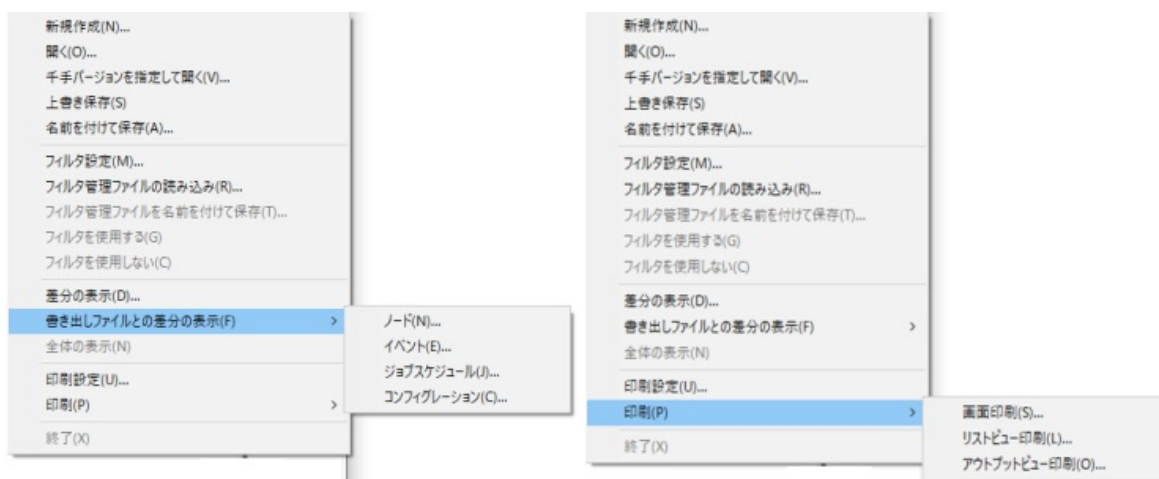 新規作成(N)...
開く(O)...
千手バージョンを指定して開く(V)...
上書き保存(S)
名前を付けて保存(A)...
フィルタ設定(M)...
フィルタ管理ファイルの読み込み(R)...
フィルタ管理ファイルを名前を付けて保存(T)...
フィルタを使用する(G)
フィルタを使用しない(C)
差分の表示(D)...
書き出しファイルとの差分の表示(F) >
全体の表示(N)
印刷設定(U)...
印刷(P) >
終了(X)
ノード(N)...
イベント(E)...
ジョブスケジュール(J)...
コンフィグレーション(C)...
新規作成(N)...
開く(O)...
千手バージョンを指定して開く(V)...
上書き保存(S)
名前を付けて保存(A)...
フィルタ設定(M)...
フィルタ管理ファイルの読み込み(R)...
フィルタ管理ファイルを名前を付けて保存(T)...
フィルタを使用する(G)
フィルタを使用しない(C)
差分の表示(D)...
書き出しファイルとの差分の表示(F) >
全体の表示(N)
印刷設定(U)...
印刷(P) >
終了(X)
画面印刷(S)...
リストビュー印刷(L)...
アウトプットビュー印刷(O)...